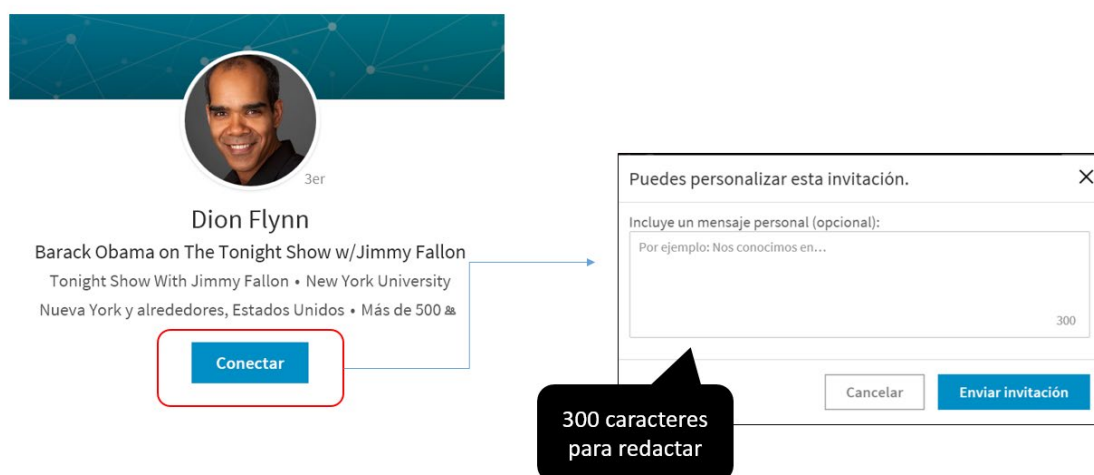 3er
Dion Flynn
Barack Obama on The Tonight Show w/Jimmy Fallon
Tonight Show With Jimmy Fallon • New York University
Nueva York y alrededores, Estados Unidos • Más de 500
Conectar
Puedes personalizar esta invitación.
Incluye un mensaje personal (opcional):
Por ejemplo: Nos conocimos en...
300
Cancelar
Enviar invitación
300 caracteres
para redactar